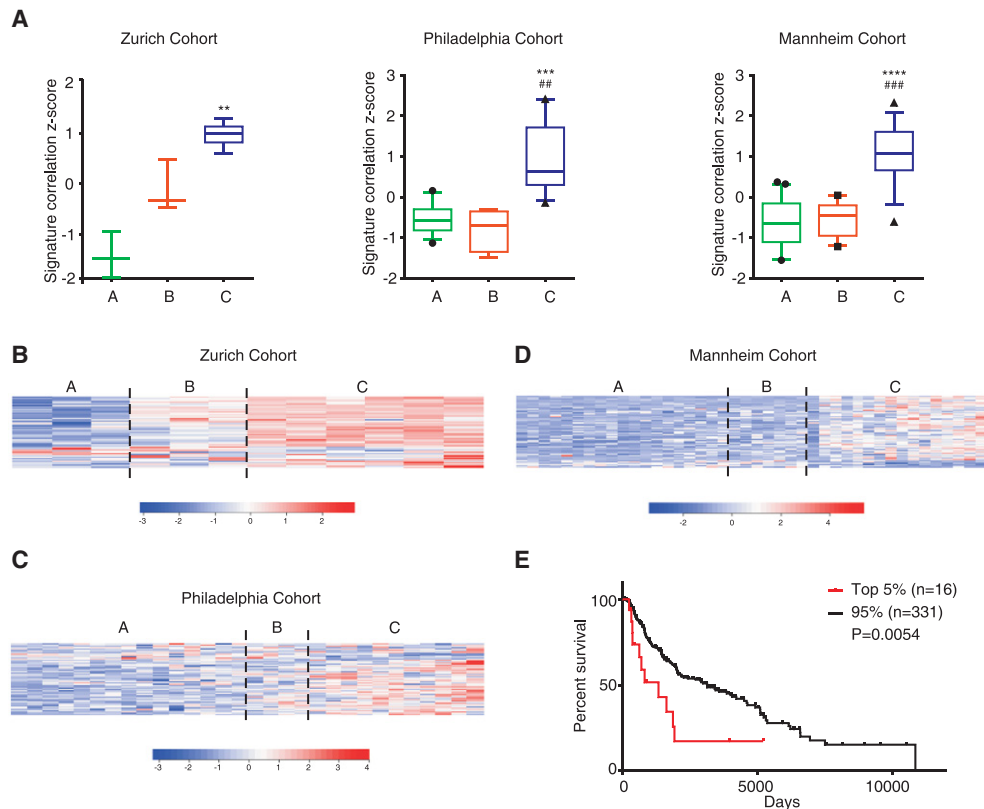 A
Zurich Cohort
Philadelphia Cohort
Mannheim Cohort
Signature correlation z-score
2
1
0
-1
-2
A B C
Signature correlation z-score
3
2
1
0
-1
-2
***
##
A B C
Signature correlation z-score
3
2
1
0
-1
-2
****
###
A B C
**
B
Zurich Cohort
A B C
-3 -2 -1 0 1 2
D
Mannheim Cohort
A B C
-2 0 2 4
C
Philadelphia Cohort
A B C
-3 -2 -1 0 1 2 3 4
E
Percent survival
100
50
0
0 5000 10000
Days
Top 5% (n=16)
95% (n=331)
P=0.0054